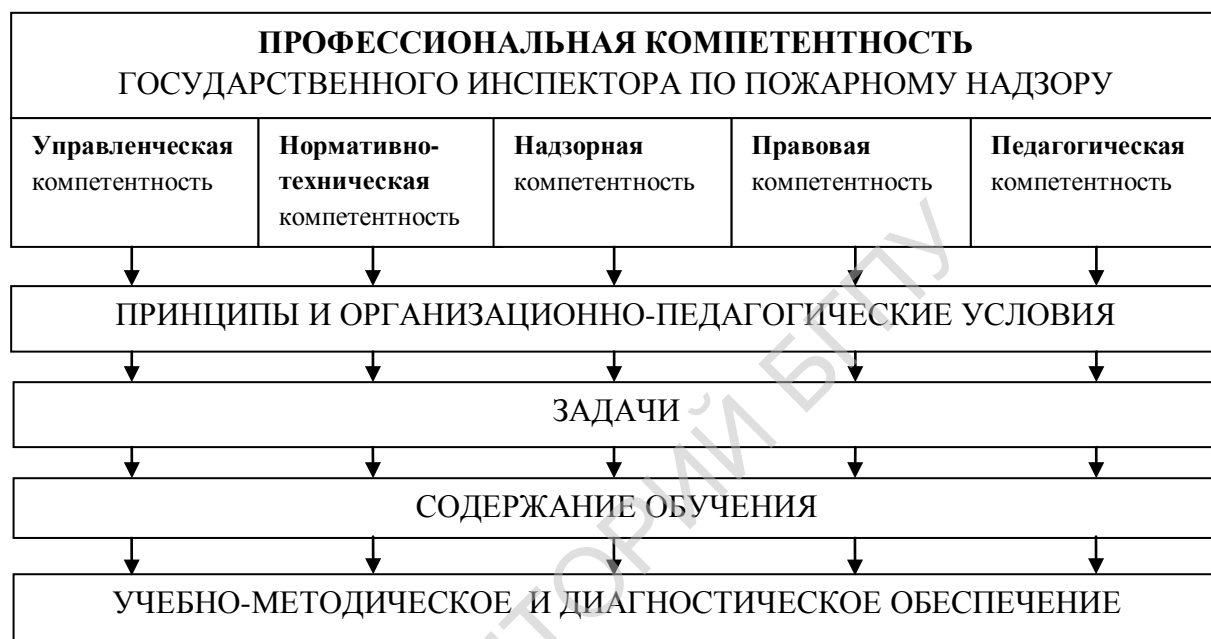 ПРОФЕССИОНАЛЬНАЯ КОМПЕТЕНТНОСТЬ
ГОСУДАРСТВЕННОГО ИНСПЕКТОРА ПО ПОЖАРНОМУ НАДЗОРУ
Управленческая
компетентность
Нормативно-
техническая
компетентность
Надзорная
компетентность
Правовая
компетентность
Педагогическая
компетентность
ПРИНЦИПЫ И ОРГАНИЗАЦИОННО-ПЕДАГОГИЧЕСКИЕ УСЛОВИЯ
ЗАДАЧИ
СОДЕРЖАНИЕ ОБУЧЕНИЯ
УЧЕБНО-МЕТОДИЧЕСКОЕ И ДИАГНОСТИЧЕСКОЕ ОБЕСПЕЧЕНИЕ
БГПУ